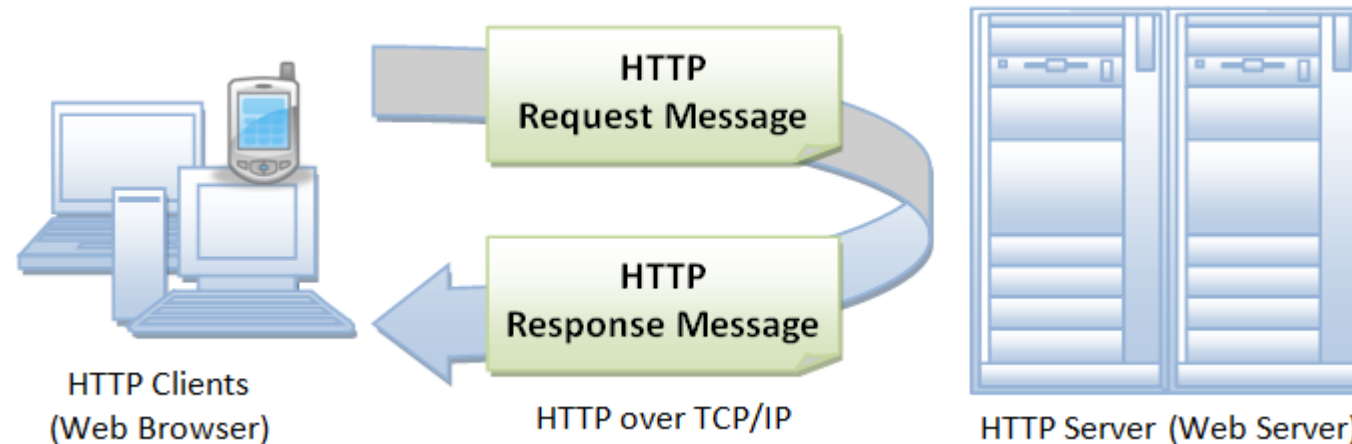 HTTP
Request Message
HTTP
Response Message
HTTP Clients
(Web Browser)
HTTP over TCP/IP
HTTP Server (Web Server)